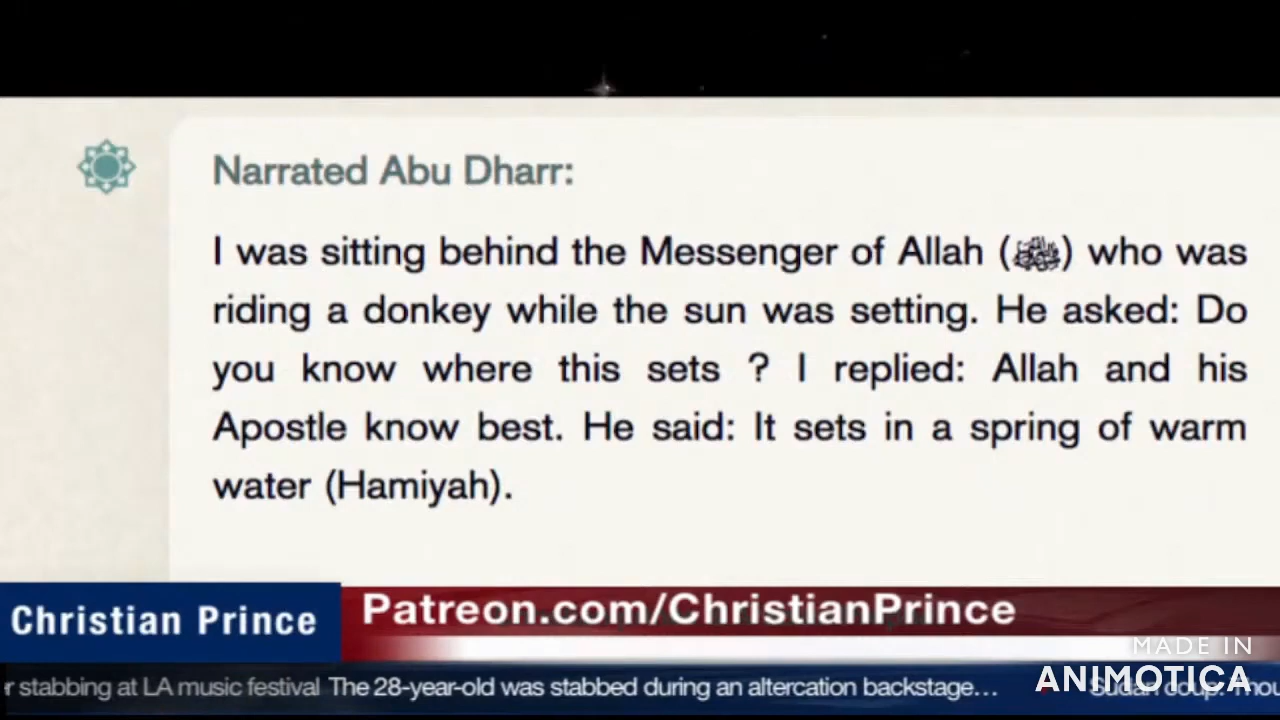 Narrated Abu Dharr:
I was sitting behind the Messenger of Allah (ﷺ) who was
riding a donkey while the sun was setting. He asked: Do
you know where this sets ? I replied: Allah and his
Apostle know best. He said: It sets in a spring of warm
water (Hamiyah).
Christian Prince
Patreon.com/ChristianPrince
MADE IN
ANIMOTICA
r stabbing at LA music festival The 28-year-old was stabbed during an altercation backstage…